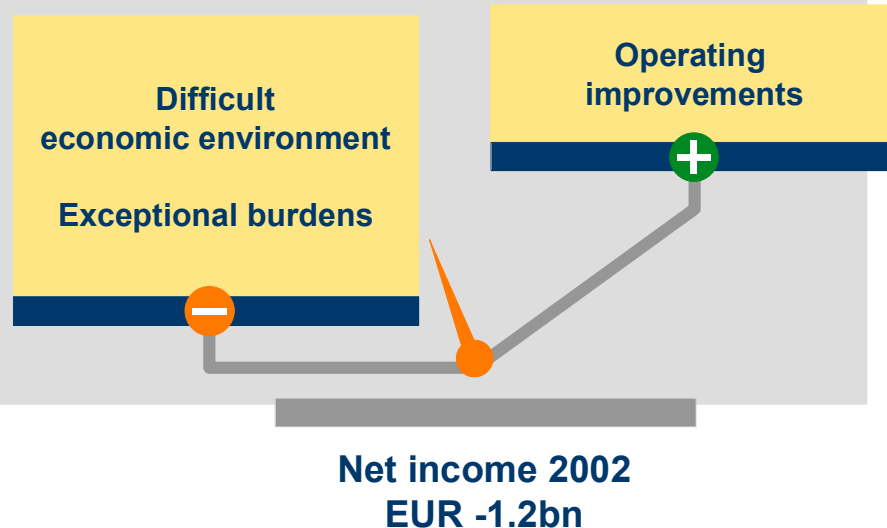 Difficult
economic environment
Exceptional burdens
Operating
improvements
Net income 2002
EUR -1.2bn